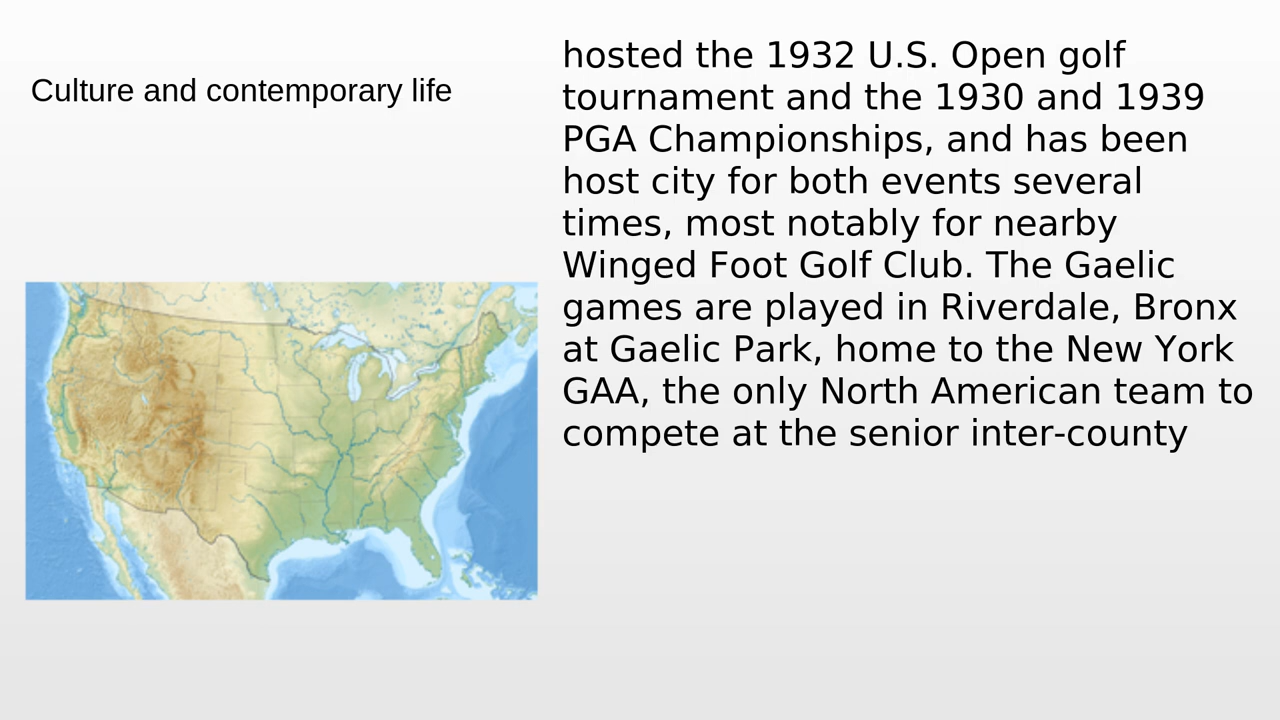 Culture and contemporary life
hosted the 1932 U.S. Open golf
tournament and the 1930 and 1939
PGA Championships, and has been
host city for both events several
times, most notably for nearby
Winged Foot Golf Club. The Gaelic
games are played in Riverdale, Bronx
at Gaelic Park, home to the New York
GAA, the only North American team to
compete at the senior inter-county